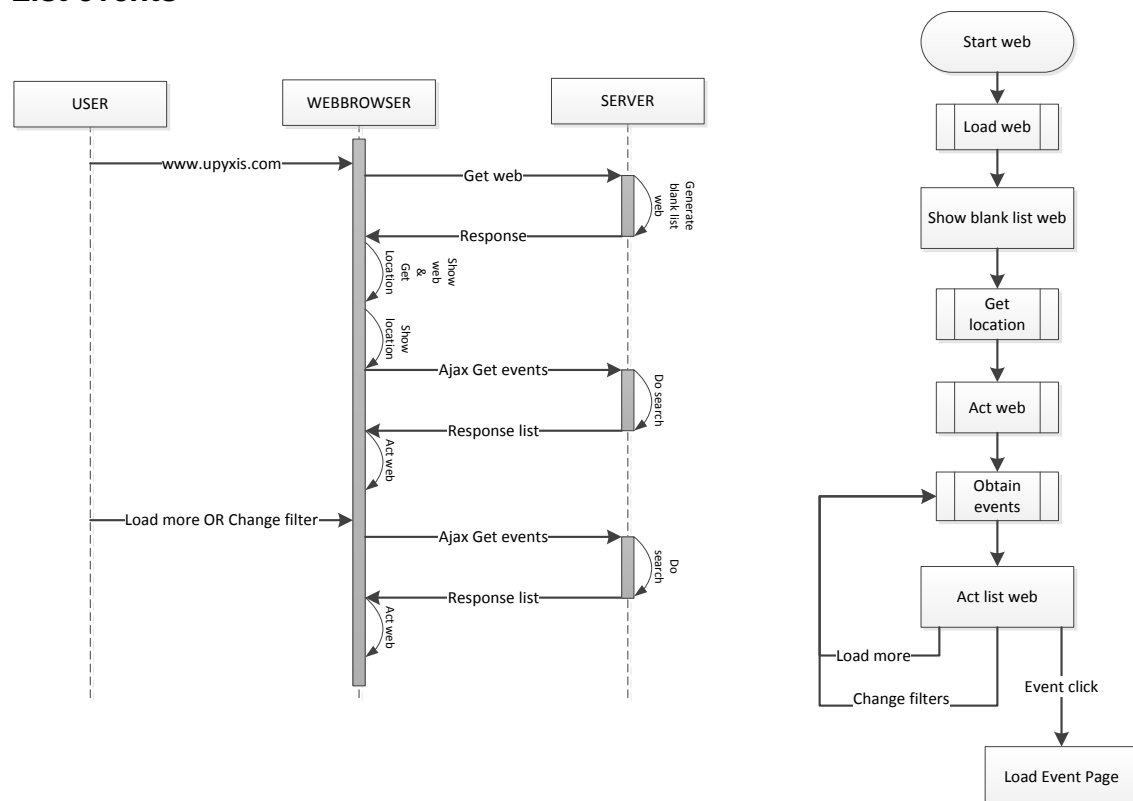 USER
WEBBROWSER
SERVER
www.upyxis.com
Get web
Generate
blank list
web
Response
Show
web
&
Get
Location
Show
location
Ajax Get events
Do search
Response list
Act web
Load more OR Change filter
Ajax Get events
Do
search
Response list
Act web
Start web
Load web
Show blank list web
Get
location
Act web
Obtain
events
Act list web
Load more
Change filters
Event click
Load Event Page